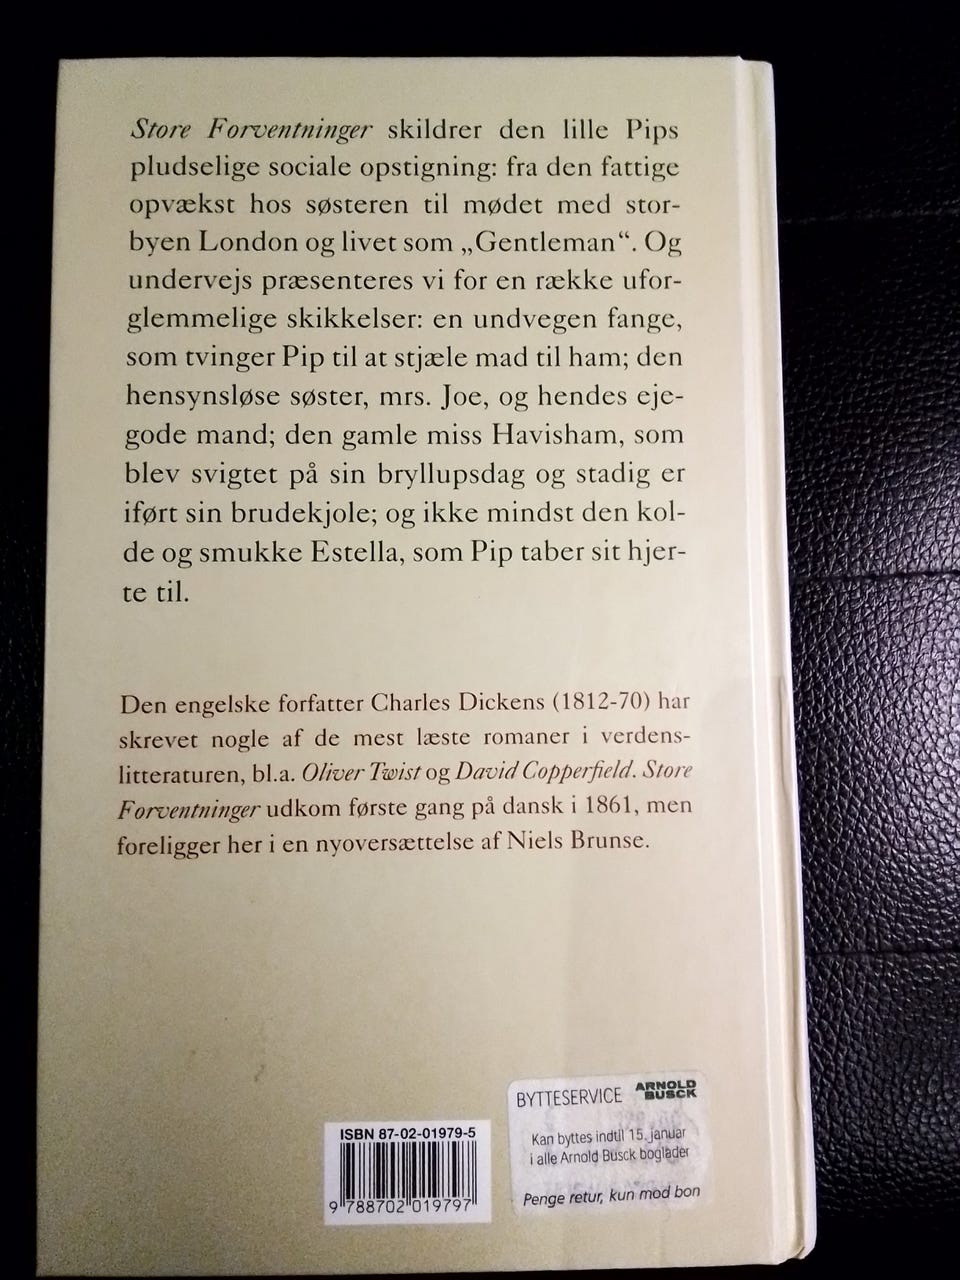 Store Forventninger skildrer den lille Pips
pludselige sociale opstigning: fra den fattige
opvækst hos søsteren til mødet med stor-
byen London og livet som „Gentleman“. Og
undervejs præsenteres vi for en række ufor-
glemmelige skikkelser: en undvegen fange,
som tvinger Pip til at stjæle mad til ham; den
hensynsløse søster, mrs. Joe, og hendes eje-
gode mand; den gamle miss Havisham, som
blev svigtet på sin bryllupsdag og stadig er
iført sin brudekjole; og ikke mindst den kol-
de og smukke Estella, som Pip taber sit hjer-
te til.
Den engelske forfatter Charles Dickens (1812-70) har
skrevet nogle af de mest læste romaner i verdens-
litteraturen, bl.a. Oliver Twist og David Copperfield. Store
Forventninger udkom første gang på dansk i 1861, men
foreligger her i en nyoversættelse af Niels Brunse.
ISBN 87-02-01979-5
9 788702 019797
BYTTESERVICE ARNOLD BUSCK
Kan byttes indtil 15. januar
i alle Arnold Busck boglader
Penge retur, kun mod bon